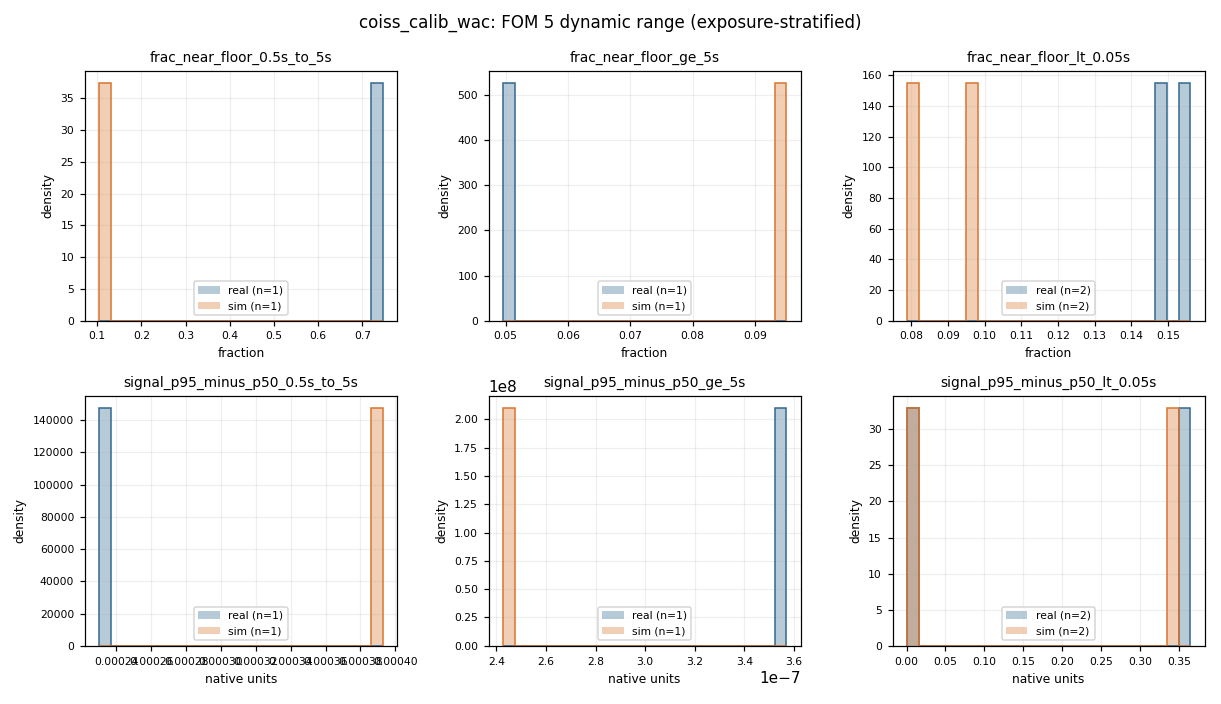 coiss_calib_wac: FOM 5 dynamic range (exposure-stratified)
frac_near_floor_0.5s_to_5s
density
35
30
25
20
15
10
5
0
real (n=1)
sim (n=1)
0.1 0.2 0.3 0.4 0.5 0.6 0.7
fraction
frac_near_floor_ge_5s
density
500
400
300
200
100
0
real (n=1)
sim (n=1)
0.05 0.06 0.07 0.08 0.09
fraction
frac_near_floor_lt_0.05s
density
160
140
120
100
80
60
40
20
0
real (n=2)
sim (n=2)
0.08 0.09 0.10 0.11 0.12 0.13 0.14 0.15
fraction
signal_p95_minus_p50_0.5s_to_5s
density
140000
120000
100000
80000
60000
40000
20000
0
real (n=1)
sim (n=1)
native units
signal_p95_minus_p50_ge_5s
1e8
density
2.00
1.75
1.50
1.25
1.00
0.75
0.50
0.25
0.00
real (n=1)
sim (n=1)
2.4 2.6 2.8 3.0 3.2 3.4 3.6
native units
1e−7
signal_p95_minus_p50_lt_0.05s
density
30
25
20
15
10
5
0
real (n=2)
sim (n=2)
0.00 0.05 0.10 0.15 0.20 0.25 0.30 0.35
native units